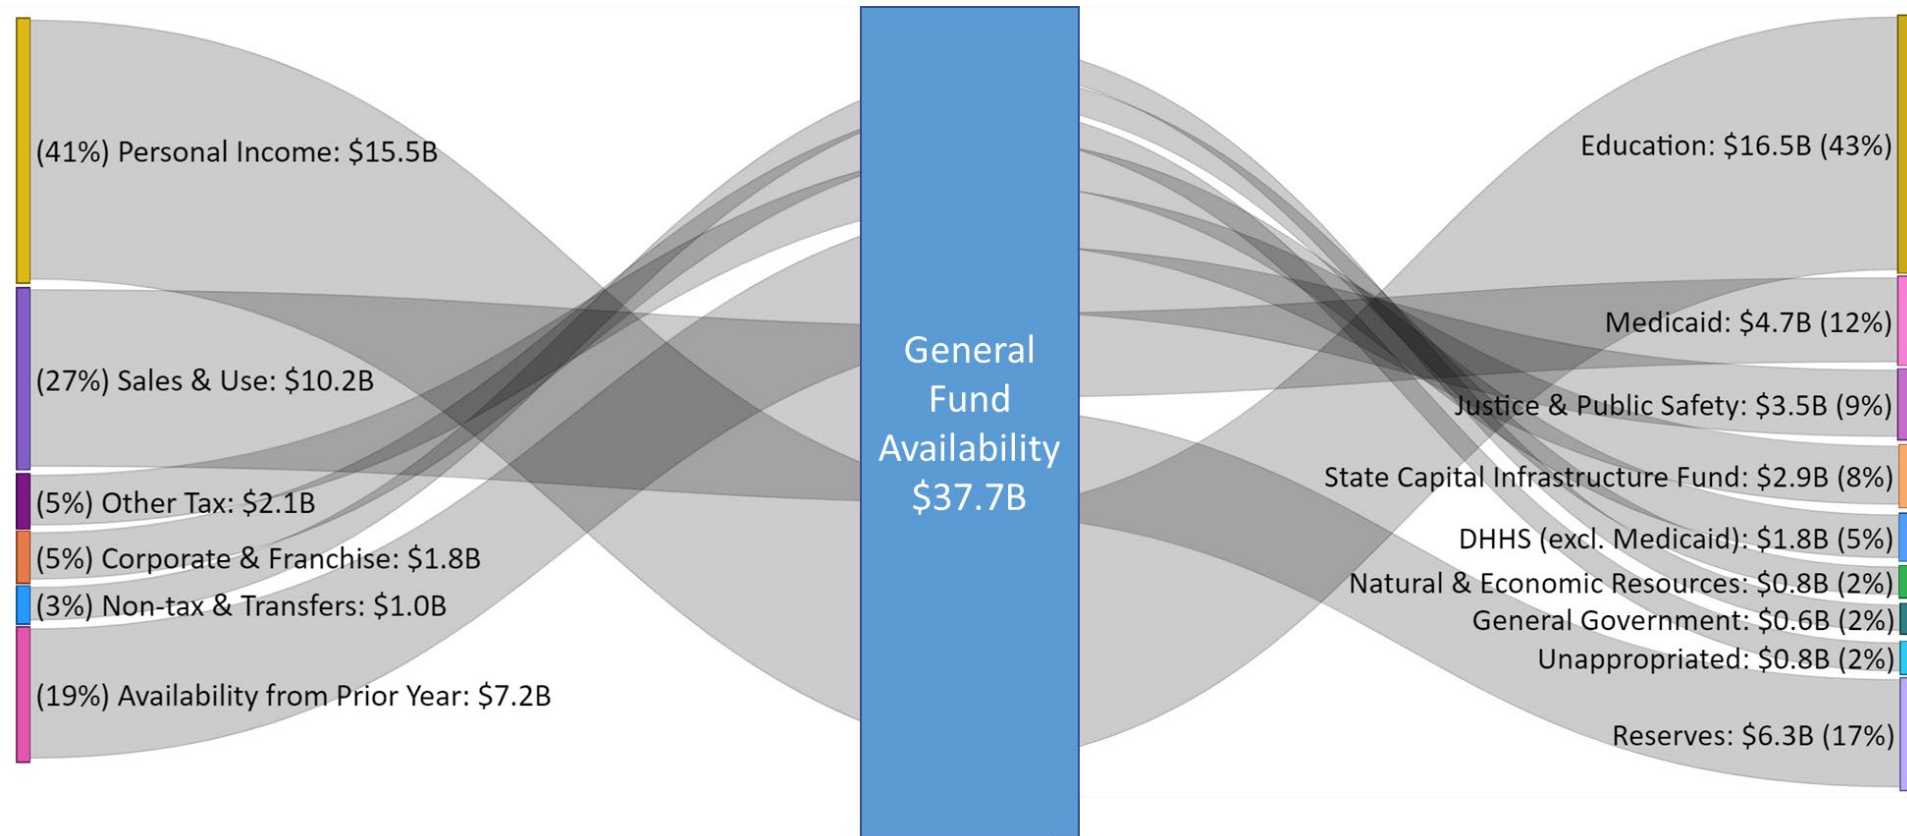 (41%) Personal Income: $15.5B
(27%) Sales & Use: $10.2B
(5%) Other Tax: $2.1B
(5%) Corporate & Franchise: $1.8B
(3%) Non-tax & Transfers: $1.0B
(19%) Availability from Prior Year: $7.2B
General
Fund
Availability
$37.7B
Education: $16.5B (43%)
Medicaid: $4.7B (12%)
Justice & Public Safety: $3.5B (9%)
State Capital Infrastructure Fund: $2.9B (8%)
DHHS (excl. Medicaid): $1.8B (5%)
Natural & Economic Resources: $0.8B (2%)
General Government: $0.6B (2%)
Unappropriated: $0.8B (2%)
Reserves: $6.3B (17%)